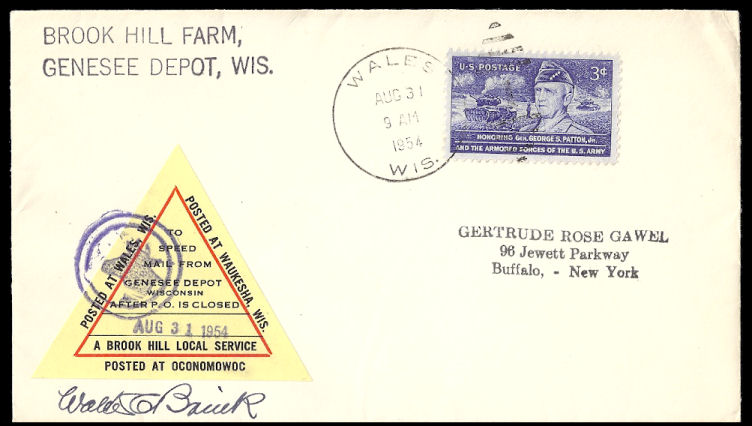 BROOK HILL FARM,
GENESEE DEPOT, WIS.
WALES
AUG 31
9 AM
1954
WIS.
U.S. POSTAGE
3¢
HONORING GEN. GEORGE S. PATTON, JR.
AND THE ARMORED FORCES OF THE U.S. ARMY
GERTRUDE ROSE GAWEL
96 Jewett Parkway
Buffalo, - New York
POSTED AT WALES, WIS.
POSTED AT WAUKESHA, WIS.
TO
SPEED
MAIL FROM
GENESEE DEPOT
WISCONSIN
AFTER P.O. IS CLOSED
AUG 31 1954
A BROOK HILL LOCAL SERVICE
POSTED AT OCONOMOWOC